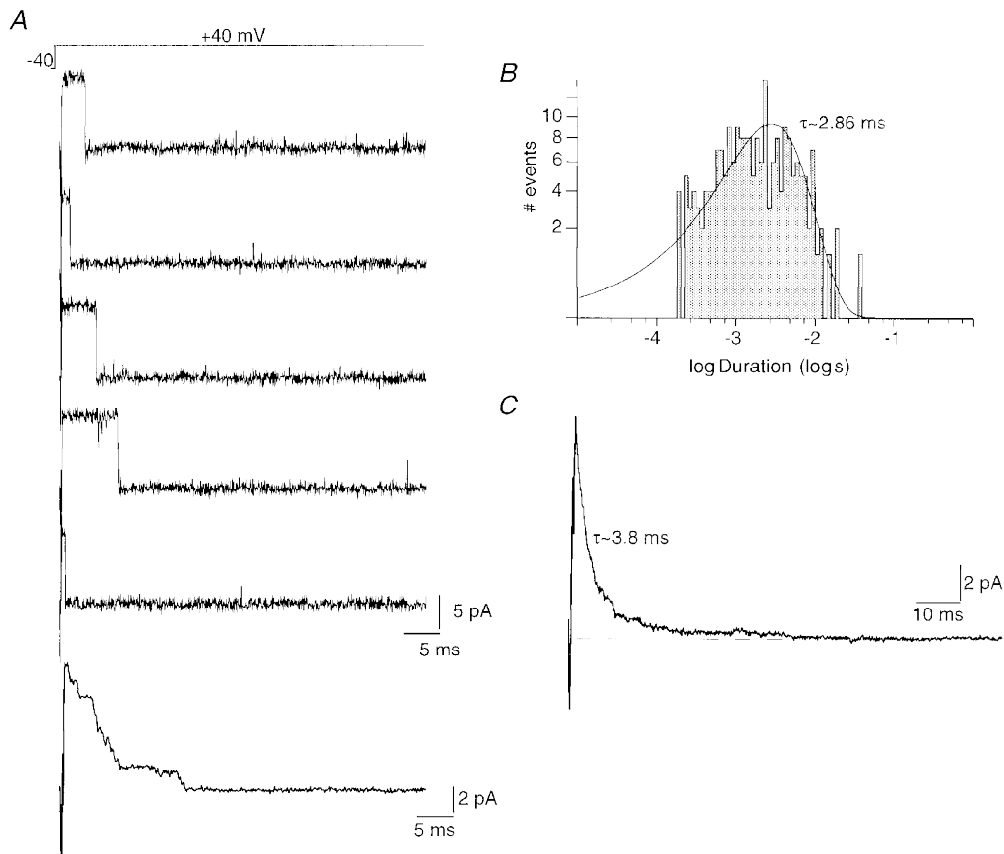 A
+40 mV
-40
5 pA
5 ms
2 pA
5 ms
B
10
8
6
4
2
# events
τ~2.86 ms
-4
-3
-2
-1
log Duration (log s)
C
τ~3.8 ms
2 pA
10 ms